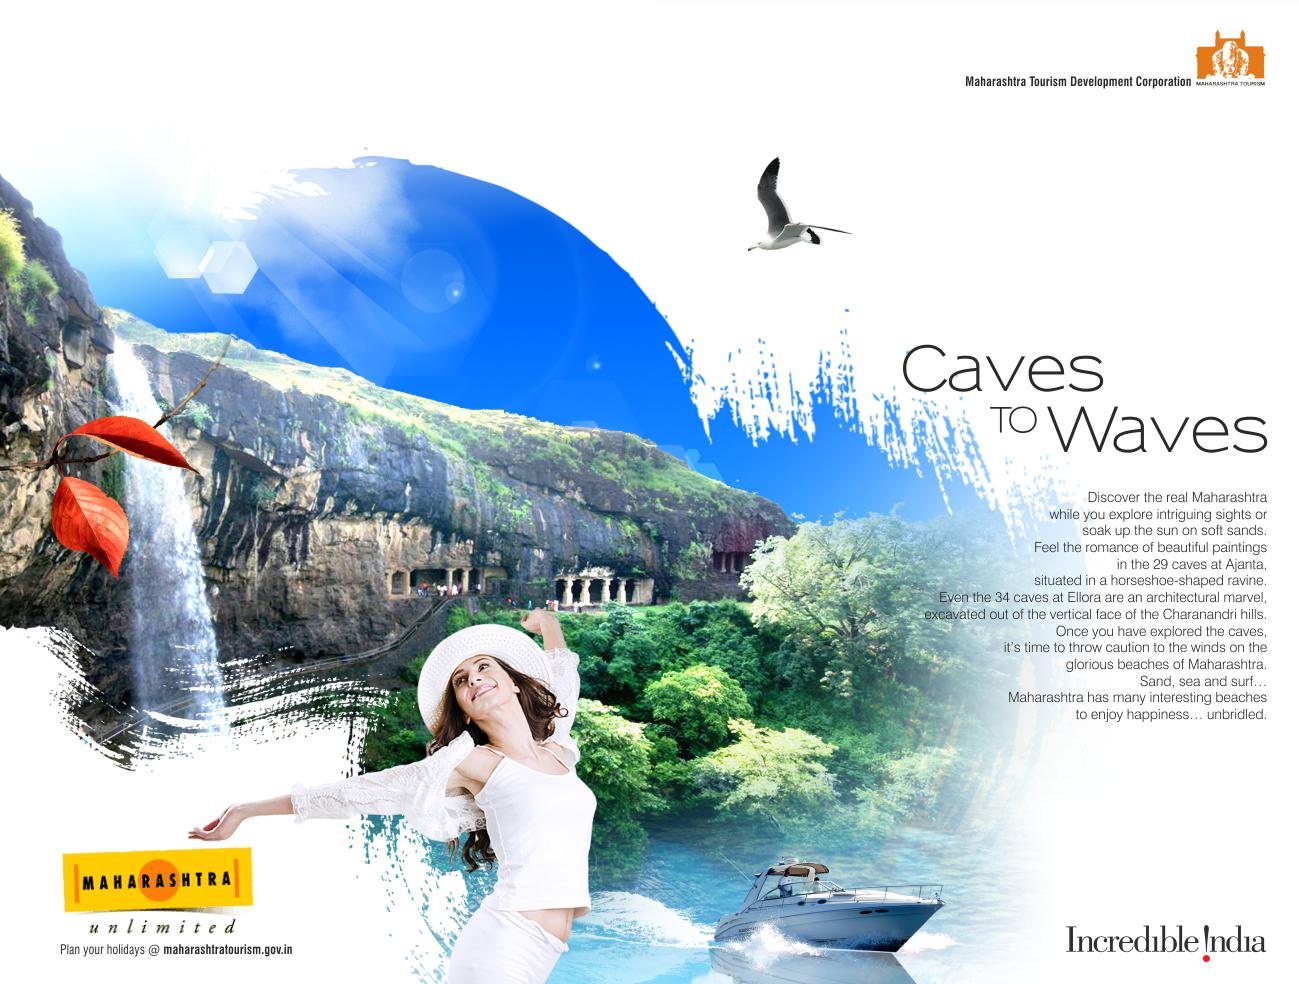 Maharashtra Tourism Development Corporation
MAHARASHTRA TOURISM
Caves
TO Waves
Discover the real Maharashtra
while you explore intriguing sights or
soak up the sun on soft sands.
Feel the romance of beautiful paintings
in the 29 caves at Ajanta,
situated in a horseshoe-shaped ravine.
Even the 34 caves at Ellora are an architectural marvel,
excavated out of the vertical face of the Charanandri hills.
Once you have explored the caves,
it's time to throw caution to the winds on the
glorious beaches of Maharashtra.
Sand, sea and surf...
Maharashtra has many interesting beaches
to enjoy happiness... unbridled.
MAHARASHTRA
unlimited
Plan your holidays @ maharashtratourism.gov.in
Incredible !ndia